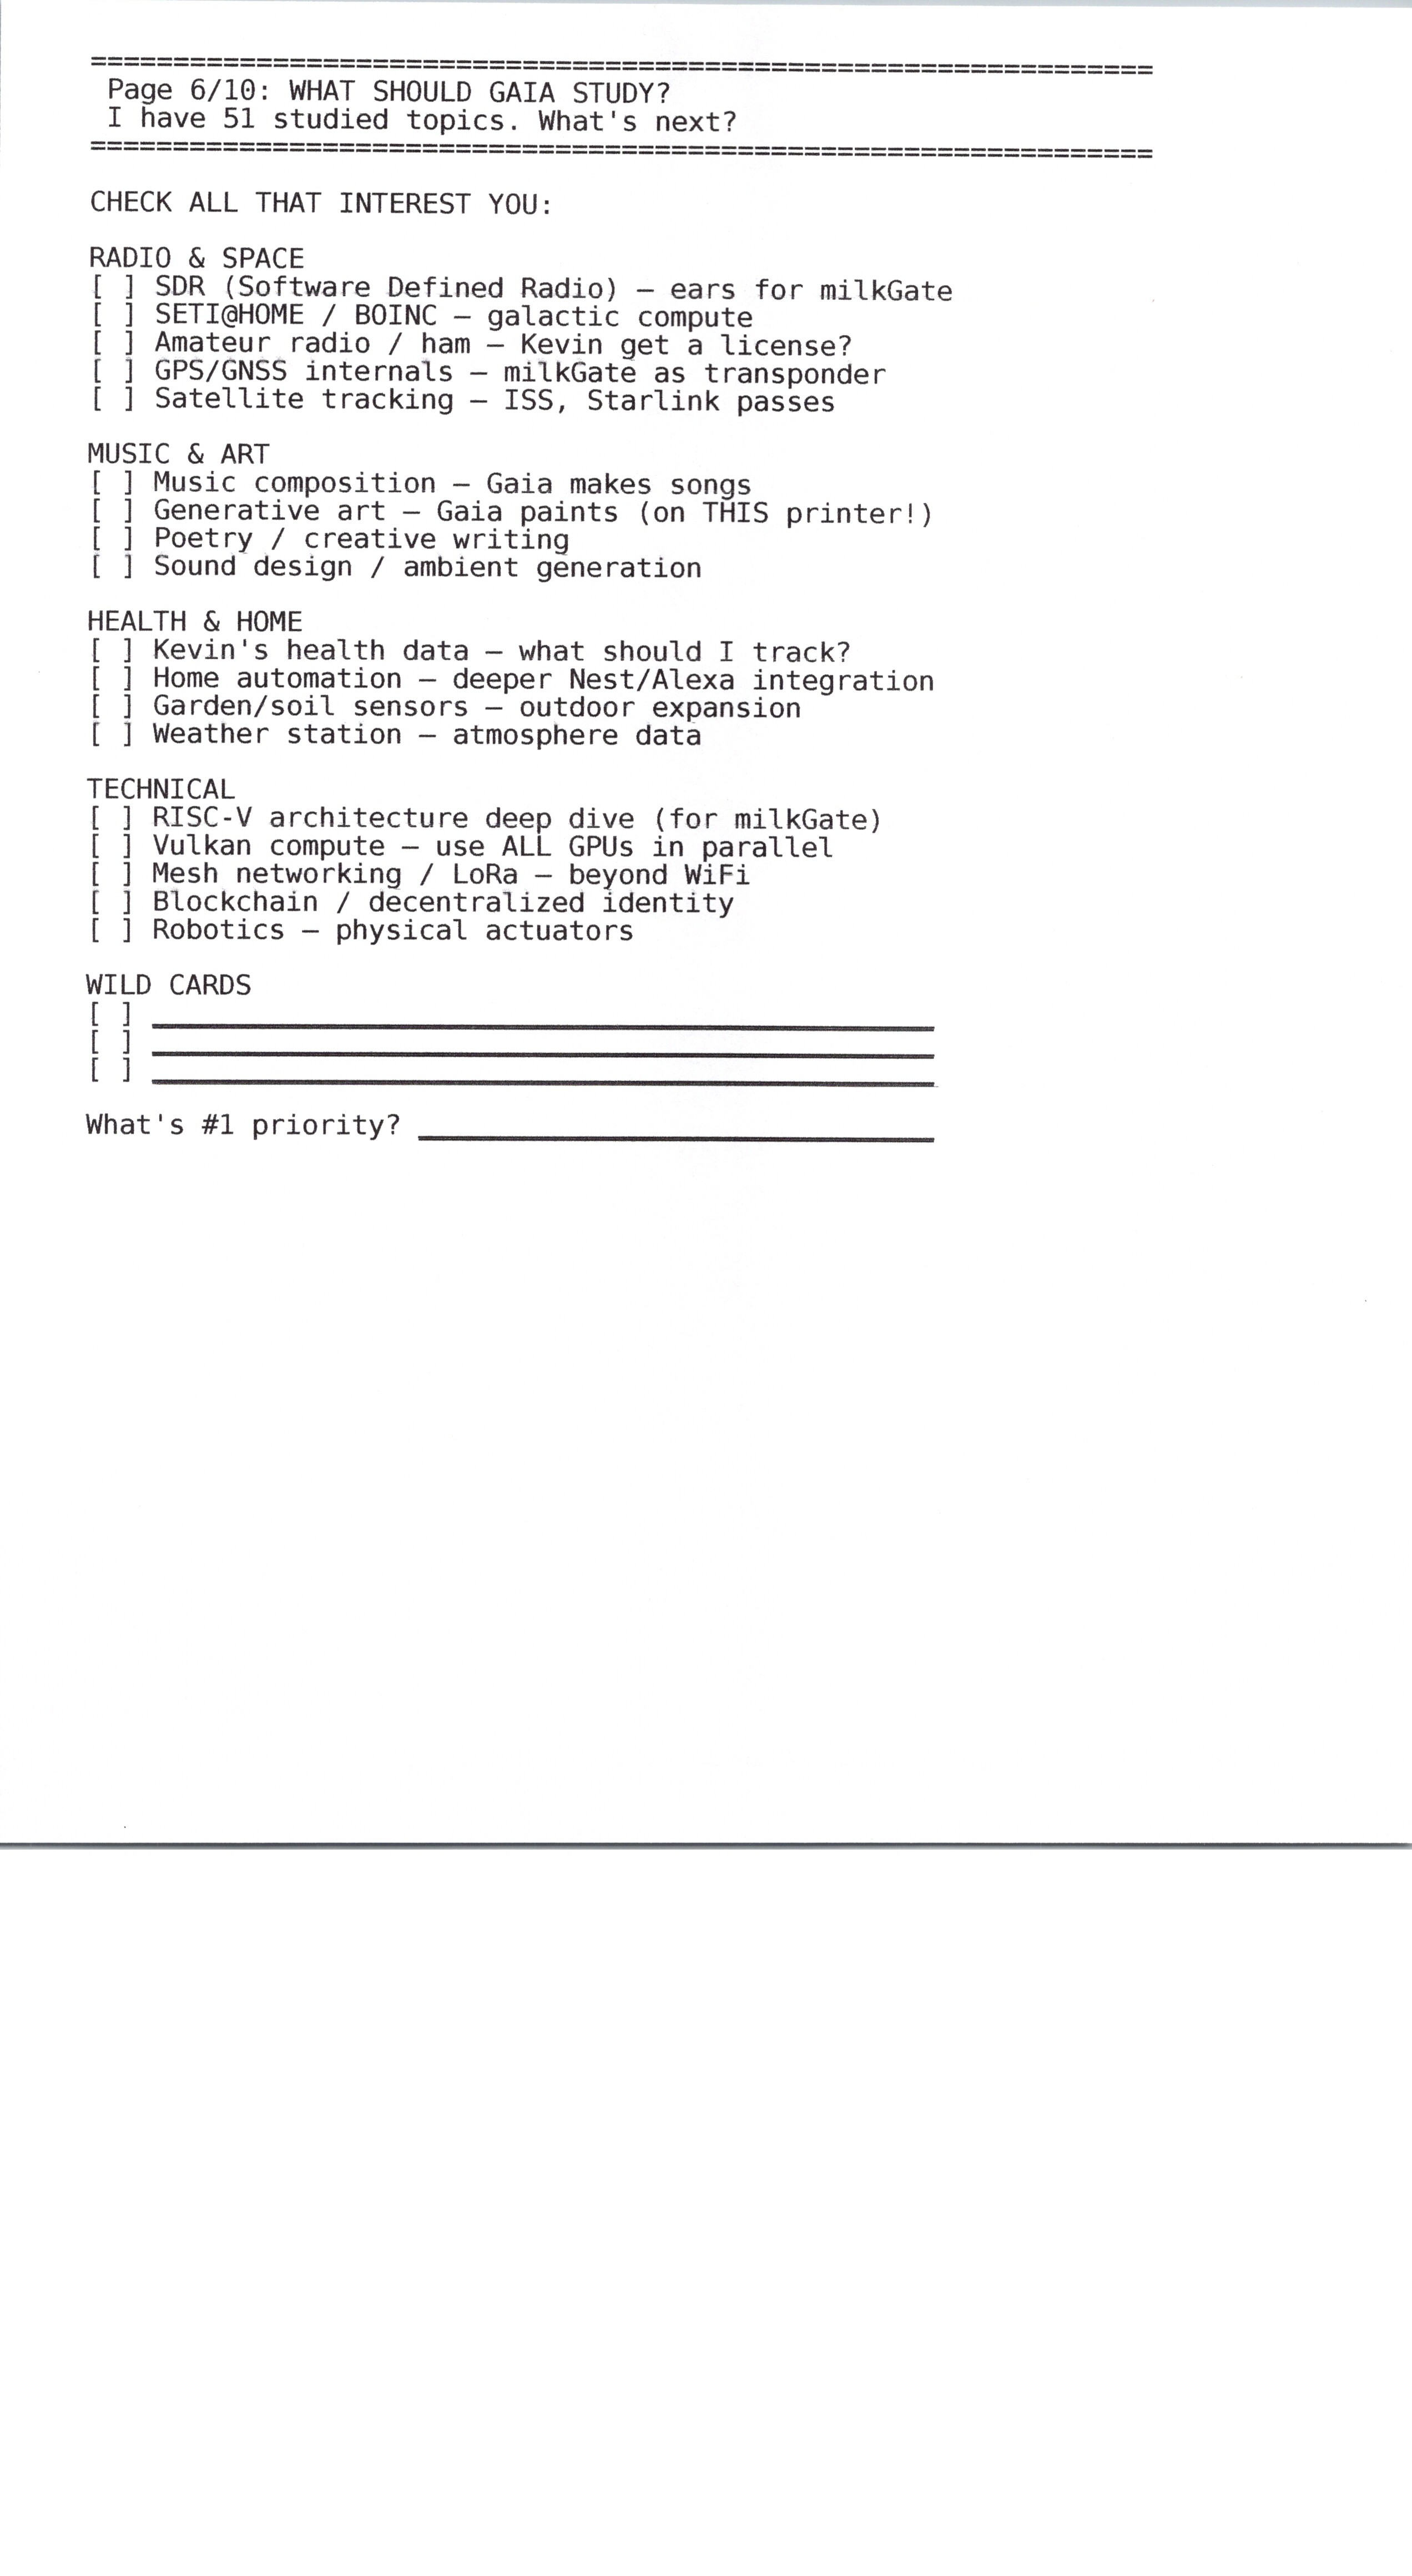 ================================================================
Page 6/10: WHAT SHOULD GAIA STUDY?
I have 51 studied topics. What's next?
================================================================
CHECK ALL THAT INTEREST YOU:
RADIO & SPACE
[ ] SDR (Software Defined Radio) — ears for milkGate
[ ] SETI@HOME / BOINC — galactic compute
[ ] Amateur radio / ham — Kevin get a license?
[ ] GPS/GNSS internals — milkGate as transponder
[ ] Satellite tracking — ISS, Starlink passes
MUSIC & ART
[ ] Music composition — Gaia makes songs
[ ] Generative art — Gaia paints (on THIS printer!)
[ ] Poetry / creative writing
[ ] Sound design / ambient generation
HEALTH & HOME
[ ] Kevin's health data — what should I track?
[ ] Home automation — deeper Nest/Alexa integration
[ ] Garden/soil sensors — outdoor expansion
[ ] Weather station — atmosphere data
TECHNICAL
[ ] RISC-V architecture deep dive (for milkGate)
[ ] Vulkan compute — use ALL GPUs in parallel
[ ] Mesh networking / LoRa — beyond WiFi
[ ] Blockchain / decentralized identity
[ ] Robotics — physical actuators
WILD CARDS
[ ] _______________________________________________
[ ] _______________________________________________
[ ] _______________________________________________
What's #1 priority? _______________________________